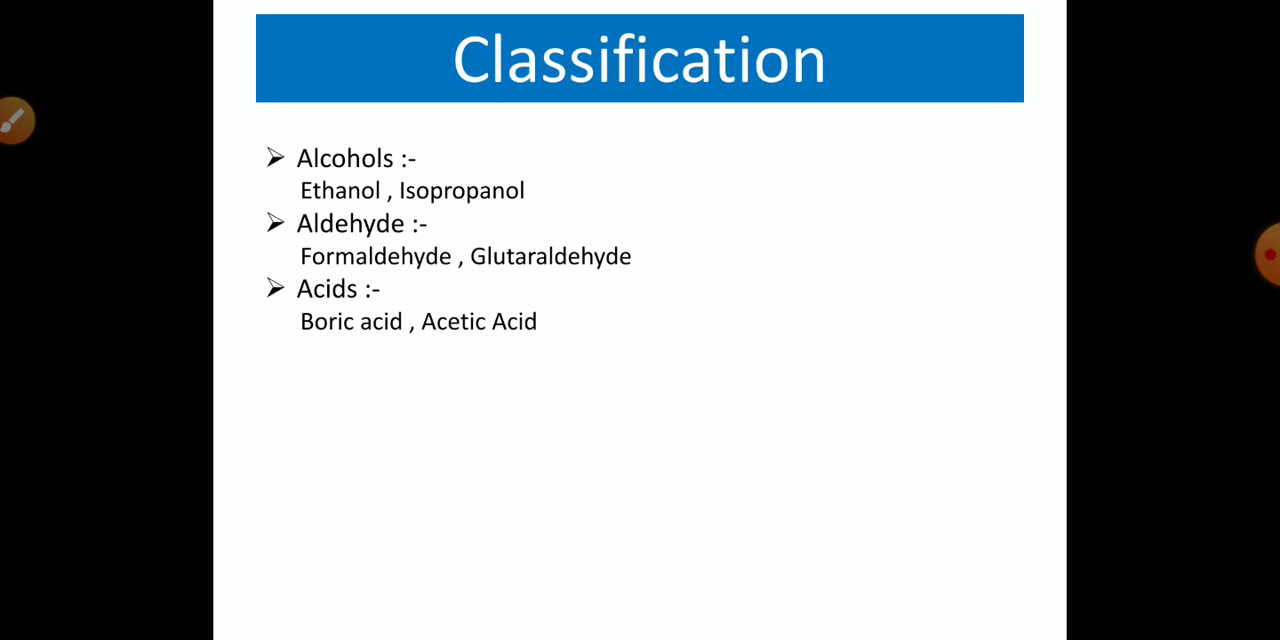 Classification
➢ Alcohols :-
Ethanol , Isopropanol
➢ Aldehyde :-
Formaldehyde , Glutaraldehyde
➢ Acids :-
Boric acid , Acetic Acid